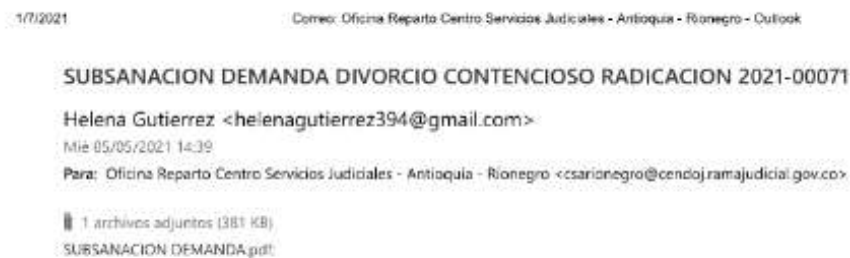 1/7/2021 Correo: Oficina Reparto Centro Servicios Judiciales - Antioquia - Rionegro - Outlook
SUBSANACION DEMANDA DIVORCIO CONTENCIOSO RADICACION 2021-00071
Helena Gutierrez <helenagutierrez394@gmail.com>
Mié 05/05/2021 14:39
Para: Oficina Reparto Centro Servicios Judiciales - Antioquia - Rionegro <csarionegro@cendoj.ramajudicial.gov.co>
1 archivos adjuntos (381 KB)
SUBSANACION DEMANDA.pdf;